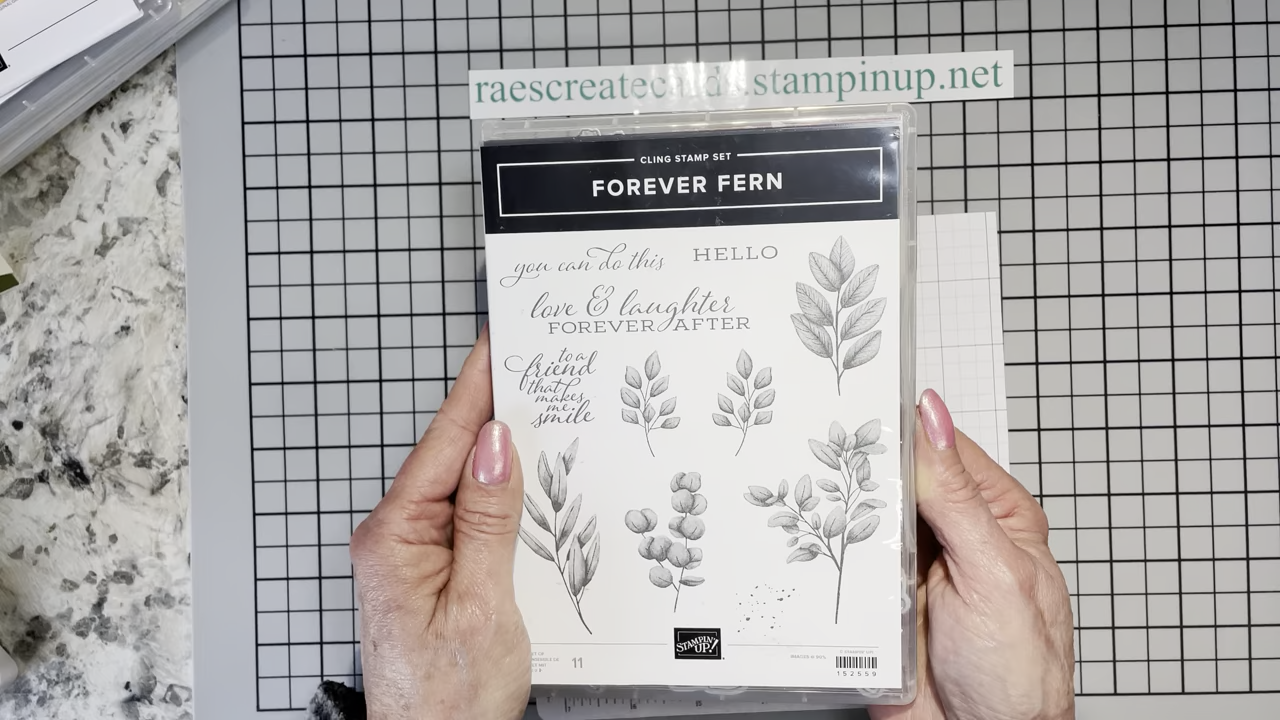 .stampinup.net
CLING STAMP SET
FOREVER FERN
you can do this
HELLO
love & laughter
FOREVER AFTER
to a
friend
that
makes
me
smile
11
STAMPIN' UP!
152559